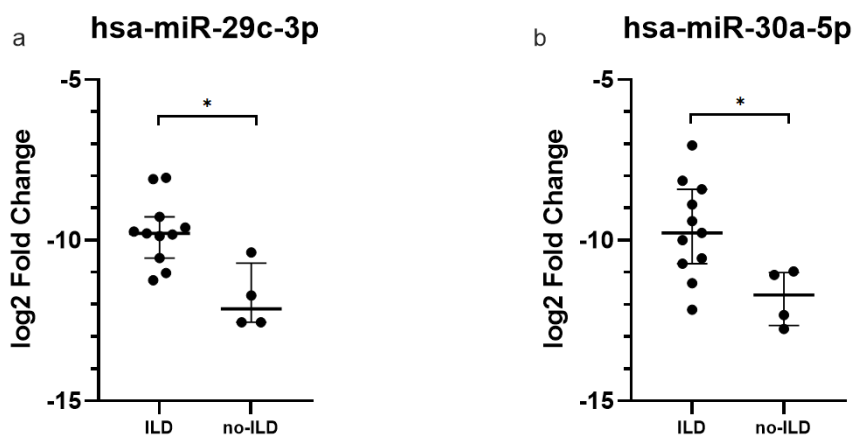 a
hsa-miR-29c-3p
log2 Fold Change
-5
-10
-15
*
ILD
no-ILD
b
hsa-miR-30a-5p
log2 Fold Change
-5
-10
-15
*
ILD
no-ILD